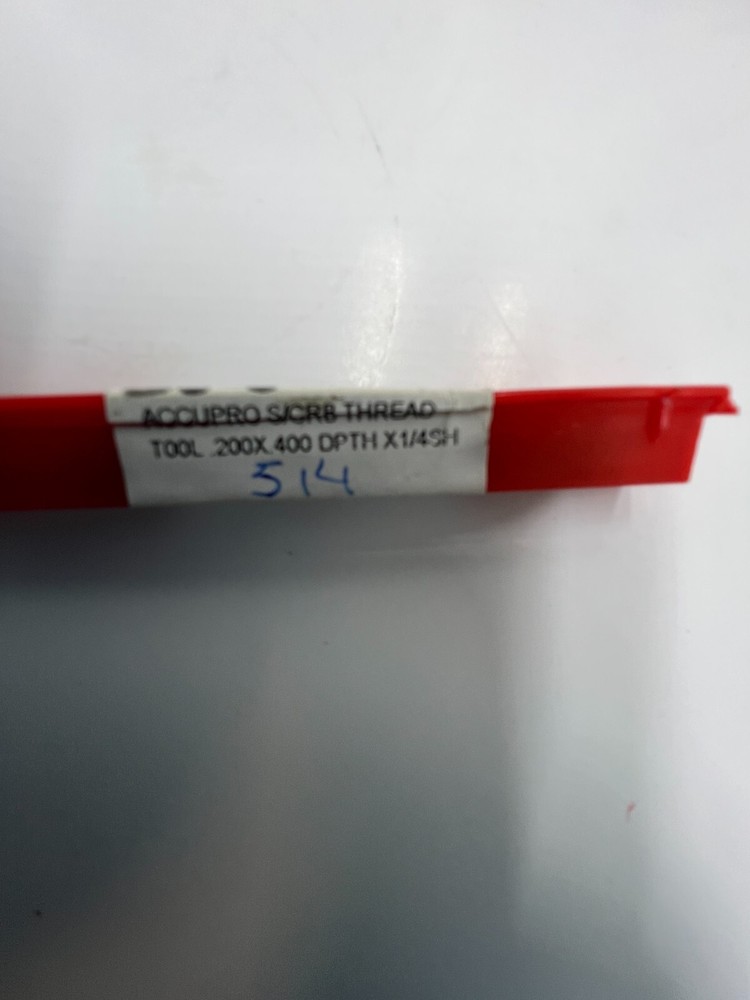 ACCUPRO S/CRB THREAD
TOOL .200X.400 DPTH X1/4SH
514